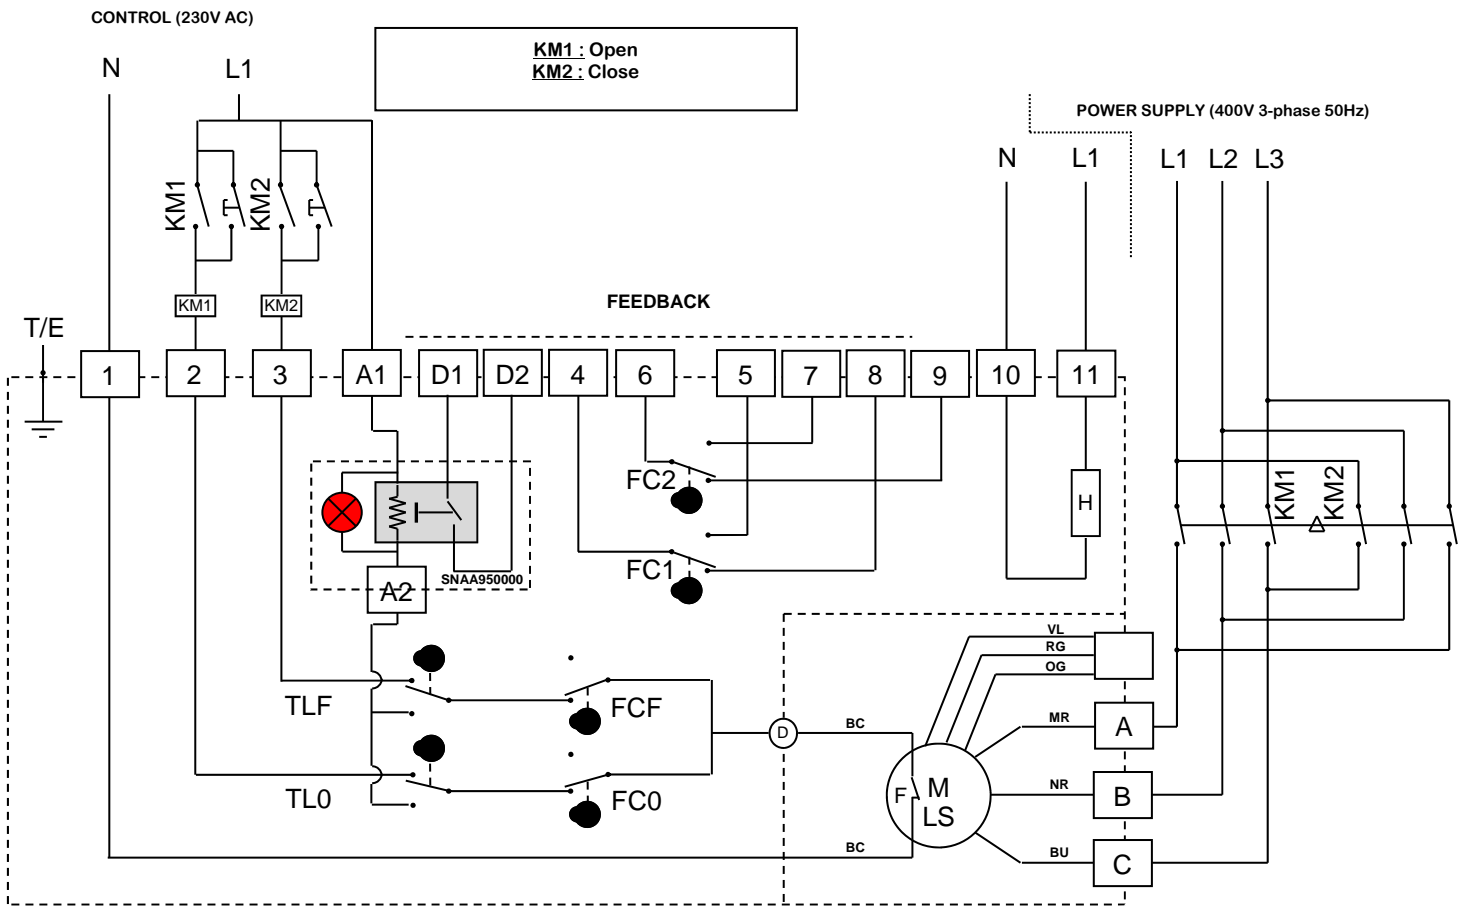 CONTROL (230V AC)
KM1 : Open
KM2 : Close
N
L1
POWER SUPPLY (400V 3-phase 50Hz)
N
L1
L1
L2
L3
KM1
KM2
KM1
KM2
FEEDBACK
T/E
1
2
3
A1
D1
D2
4
6
5
7
8
9
10
11
FC2
KM1
KM2
H
FC1
SNAA950000
A2
VL
RG
OG
TLF
FCF
D
BC
MR
A
TL0
FC0
F
M
LS
NR
B
BC
BU
C